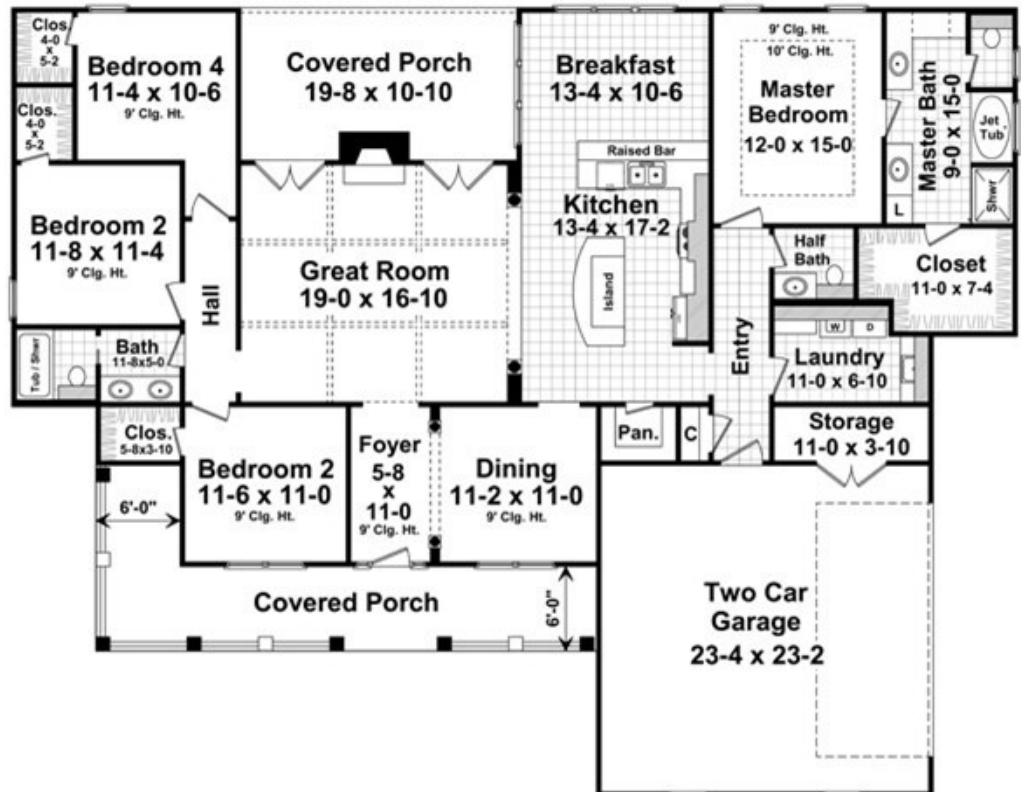 Clos.
4-0
x
5-2
Bedroom 4
11-4 x 10-6
9' Clg. Ht.
Clos.
4-0
x
5-2
Covered Porch
19-8 x 10-10
Breakfast
13-4 x 10-6
9' Clg. Ht.
10' Clg. Ht.
Master
Bedroom
12-0 x 15-0
Master Bath
9-0 x 15-0
Jet
Tub
Shwr
L
Raised Bar
Kitchen
13-4 x 17-2
Island
Bedroom 2
11-8 x 11-4
9' Clg. Ht.
Hall
Great Room
19-0 x 16-10
Entry
Half
Bath
Closet
11-0 x 7-4
W
D
Laundry
11-0 x 6-10
Tub / Shwr
Bath
11-8x5-0
Clos.
5-8x3-10
Bedroom 2
11-6 x 11-0
9' Clg. Ht.
Foyer
5-8
x
11-0
9' Clg. Ht.
Dining
11-2 x 11-0
9' Clg. Ht.
Pan.
C
Storage
11-0 x 3-10
6'-0"
Covered Porch
6'-0"
Two Car
Garage
23-4 x 23-2